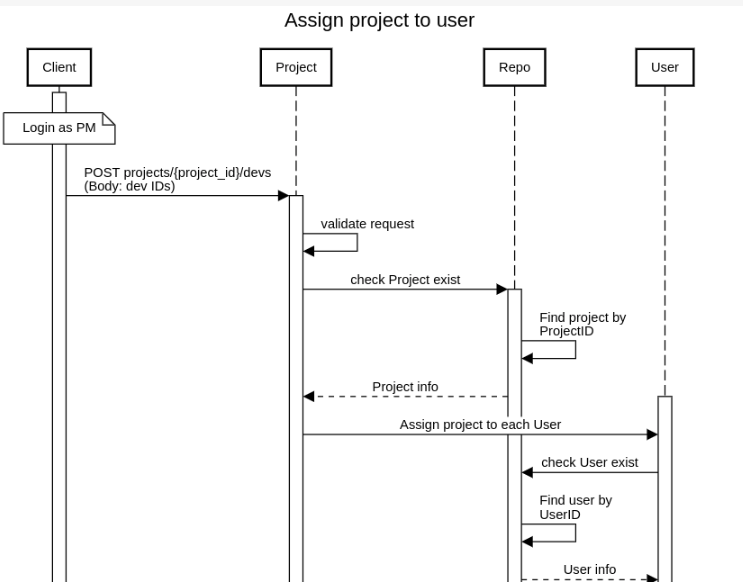 Assign project to user
Client
Project
Repo
User
Login as PM
POST projects/{project_id}/devs
(Body: dev IDs)
validate request
check Project exist
Find project by
ProjectID
Project info
Assign project to each User
check User exist
Find user by
UserID
User info